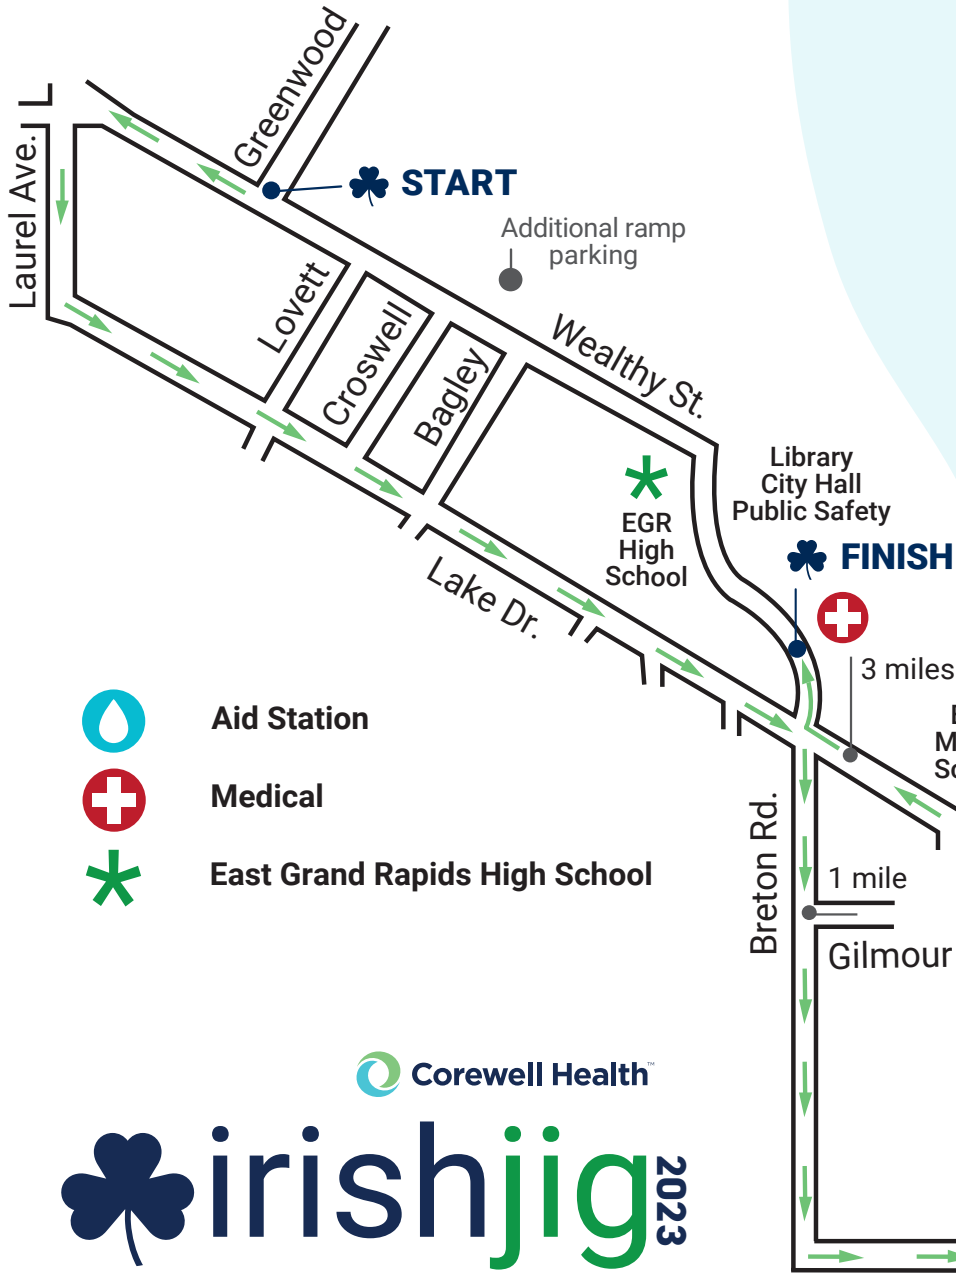 Greenwood
START
Laurel Ave.
Additional ramp
parking
Lovett
Croswell
Bagley
Wealthy St.
Library
City Hall
Public Safety
EGR
High
School
FINISH
Lake Dr.
3 miles
Aid Station
Medical
East Grand Rapids High School
Breton Rd.
1 mile
Gilmour
Corewell Health™
irishjig
2023